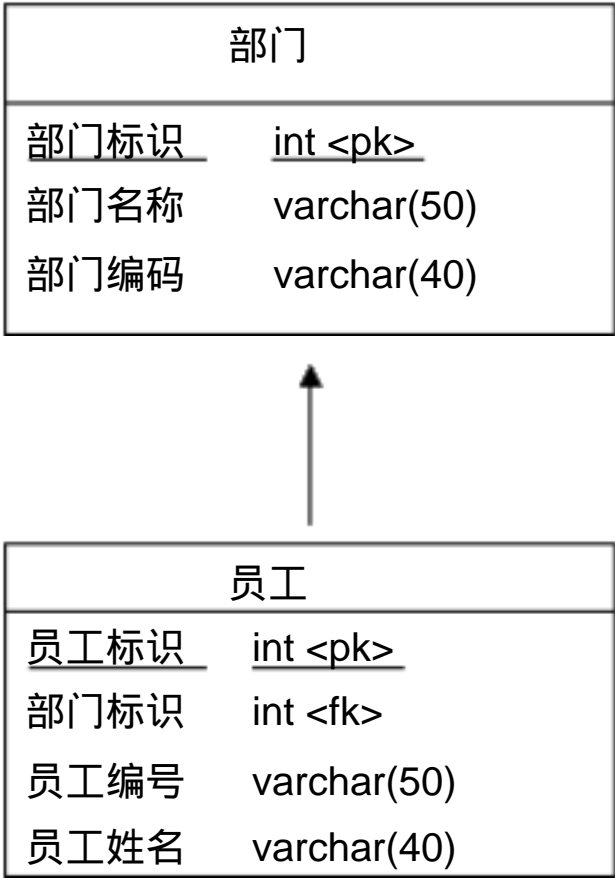 部门
部门标识 int <pk>
部门名称 varchar(50)
部门编码 varchar(40)
员工
员工标识 int <pk>
部门标识 int <fk>
员工编号 varchar(50)
员工姓名 varchar(40)